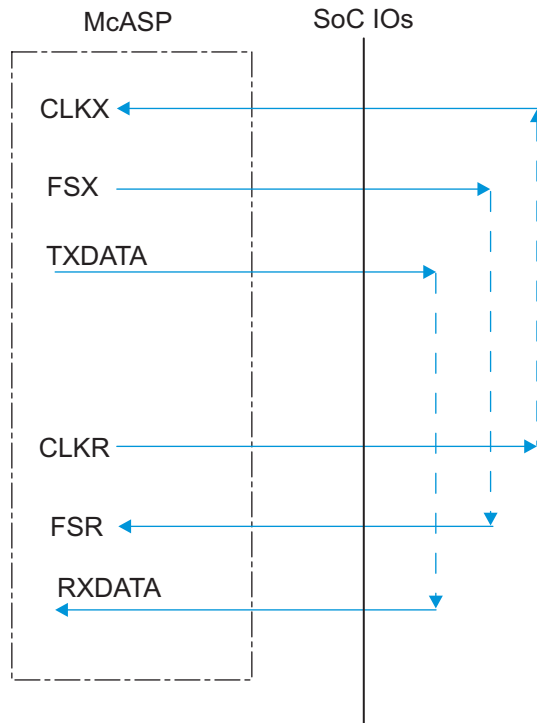 McASP
SoC IOs
CLKX
FSX
TXDATA
CLKR
FSR
RXDATA